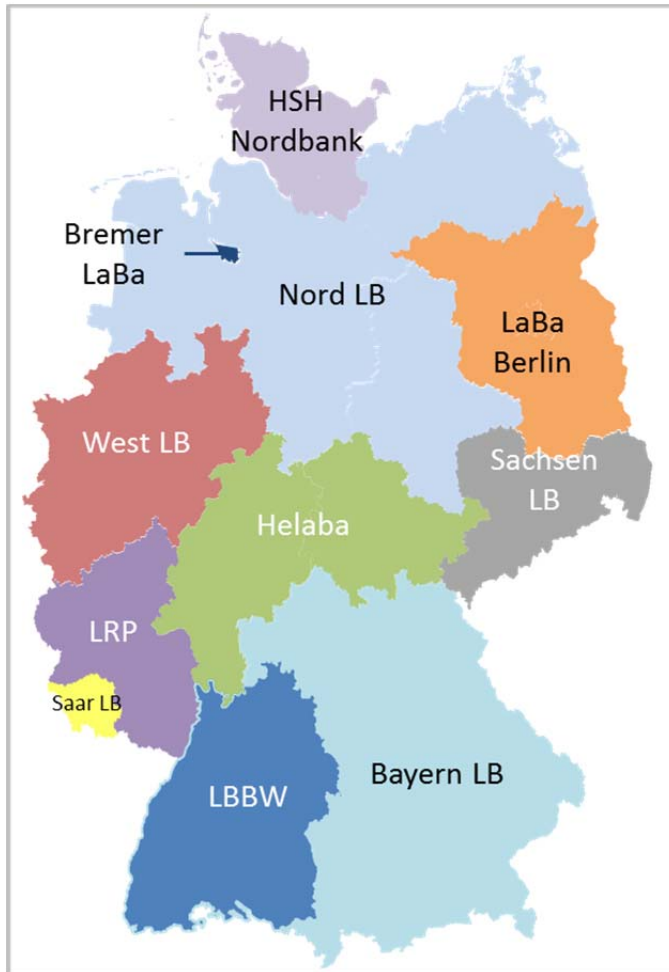 HSH
Nordbank
Bremer
LaBa
Nord LB
LaBa
Berlin
West LB
Sachsen
LB
Helaba
LRP
Saar LB
Bayern LB
LBBW